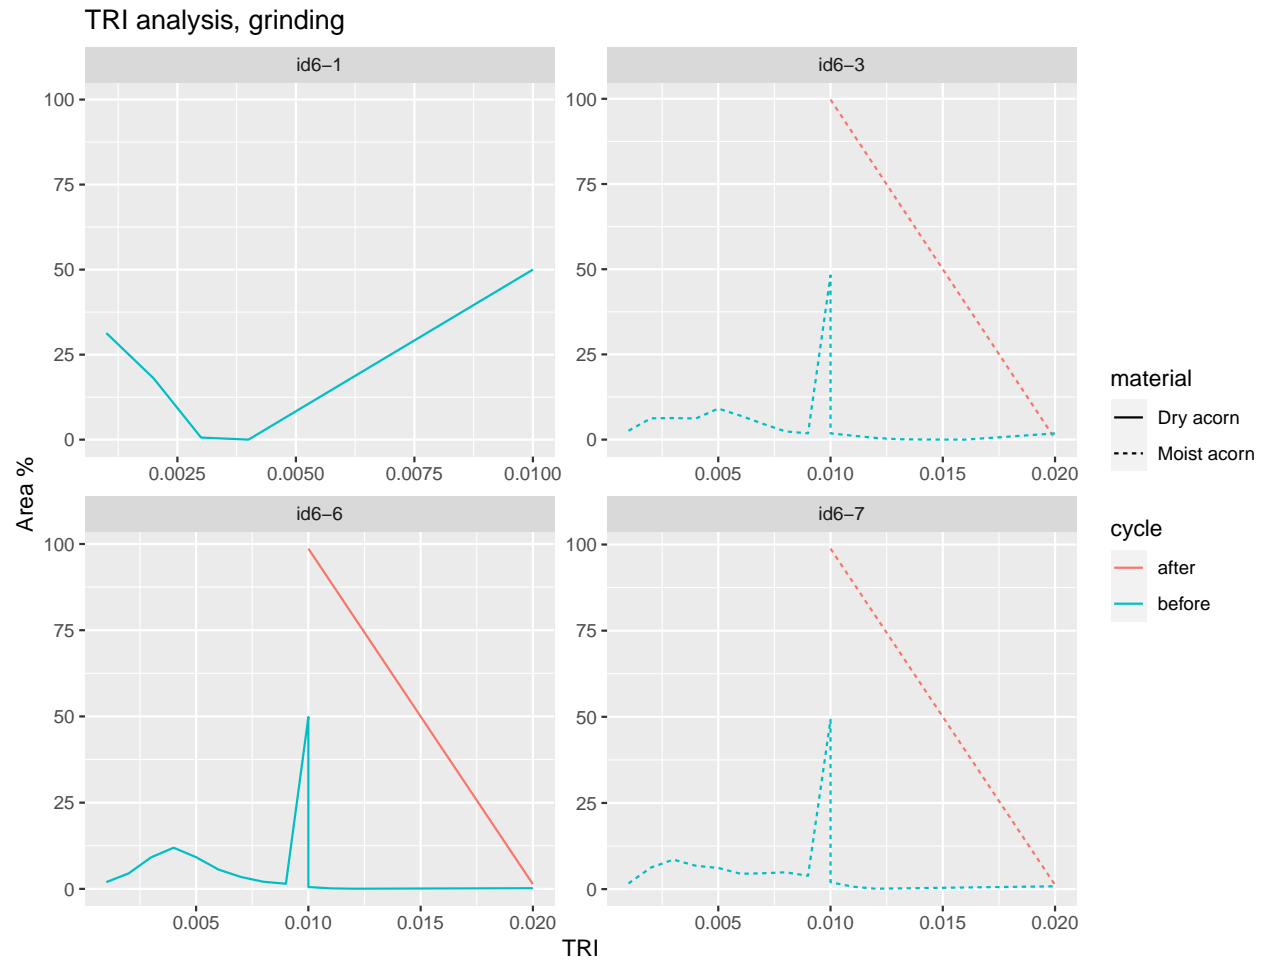 TRI analysis, grinding
id6−1
id6−3
100
75
50
25
0
0.0025
0.0050
0.0075
0.0100
100
75
50
25
0
0.005
0.010
0.015
0.020
id6−6
id6−7
100
75
50
25
0
0.005
0.010
0.015
0.020
100
75
50
25
0
0.005
0.010
0.015
0.020
Area %
TRI
material
Dry acorn
Moist acorn
cycle
after
before